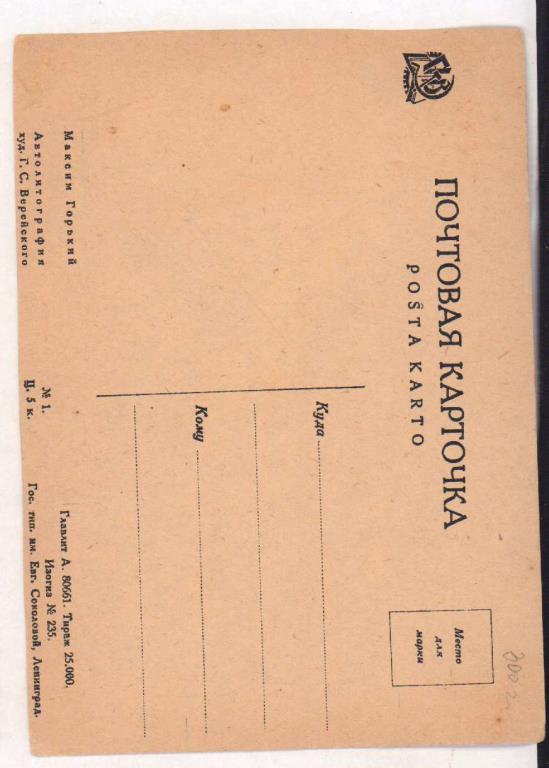 ПОЧТОВАЯ КАРТОЧКА
POŜTA KARTO
Место
для
марки
Куда
Кому
Максим Горький
Автолитография
худ. Г. С. Верейского
№ 1.
Ц. 5 к.
Главлит А. 80661. Тираж 25.000.
Изогиз № 235.
Гос. тип. им. Евг. Соколовой, Ленинград.